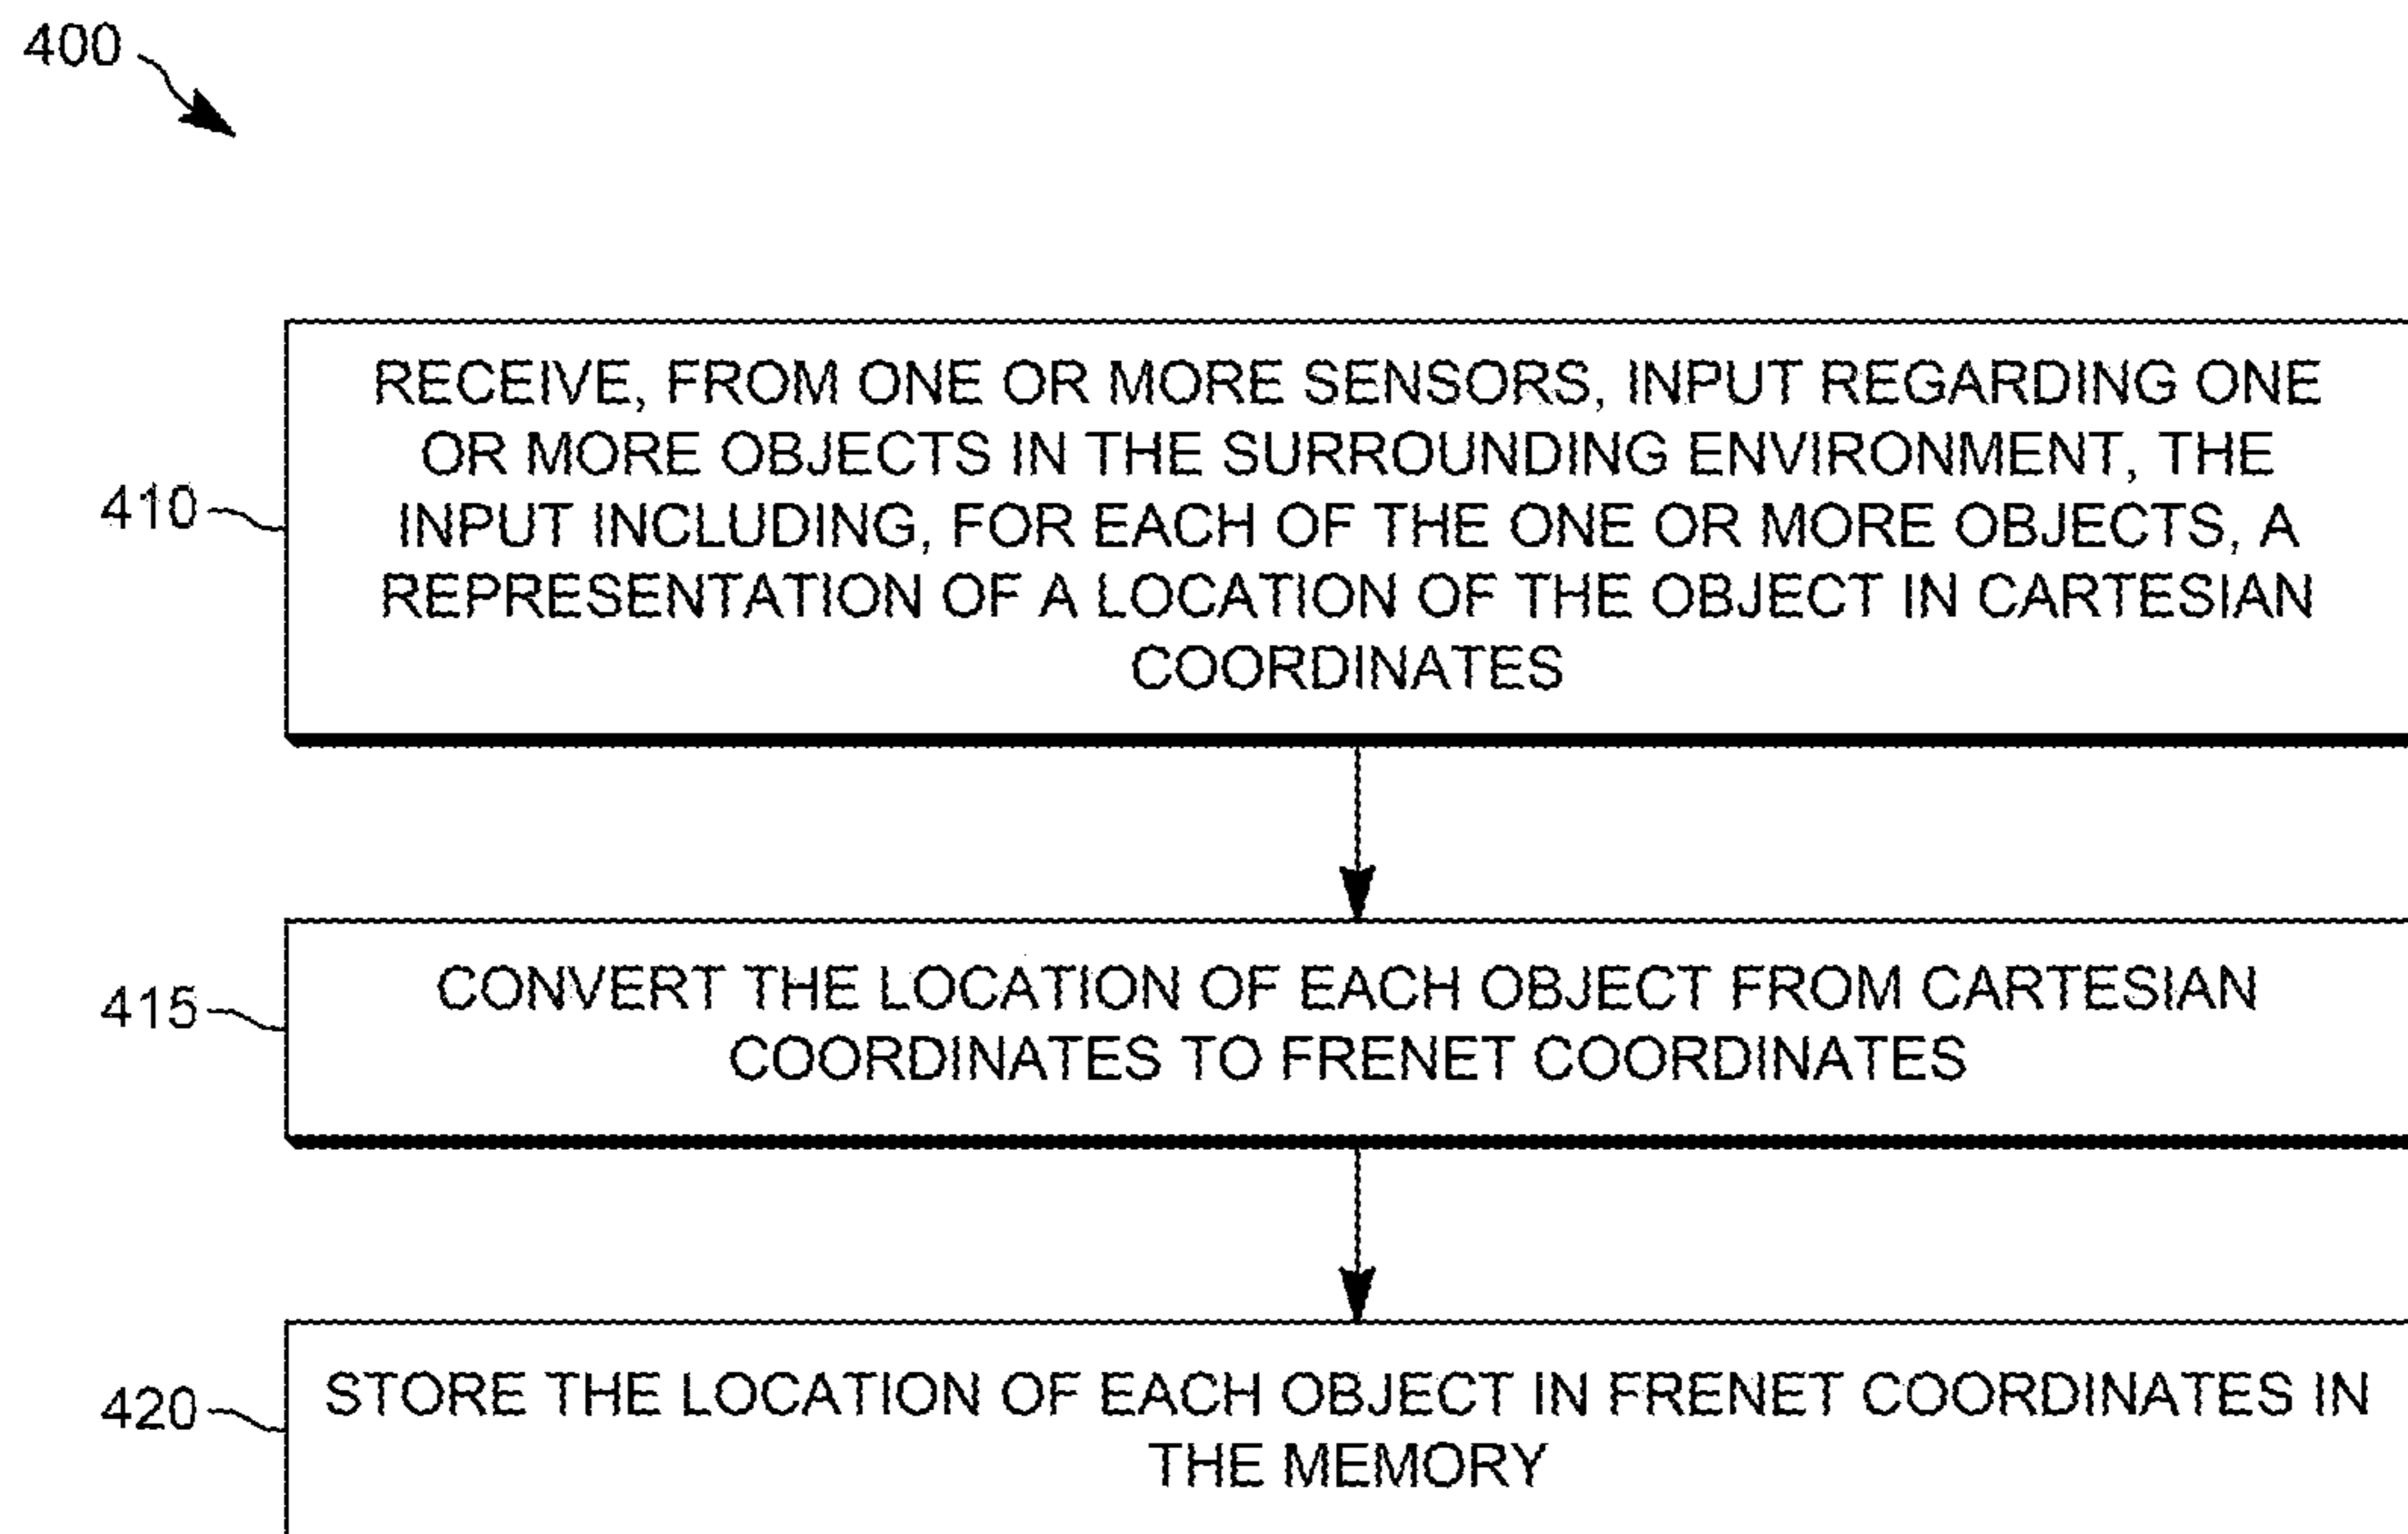 400
RECEIVE, FROM ONE OR MORE SENSORS, INPUT REGARDING ONE
OR MORE OBJECTS IN THE SURROUNDING ENVIRONMENT, THE
410
INPUT INCLUDING, FOR EACH OF THE ONE OR MORE OBJECTS, A
REPRESENTATION OF A LOCATION OF THE OBJECT IN CARTESIAN
COORDINATES
415
CONVERT THE LOCATION OF EACH OBJECT FROM CARTESIAN
COORDINATES TO FRENET COORDINATES
420
STORE THE LOCATION OF EACH OBJECT IN FRENET COORDINATES IN
THE MEMORY